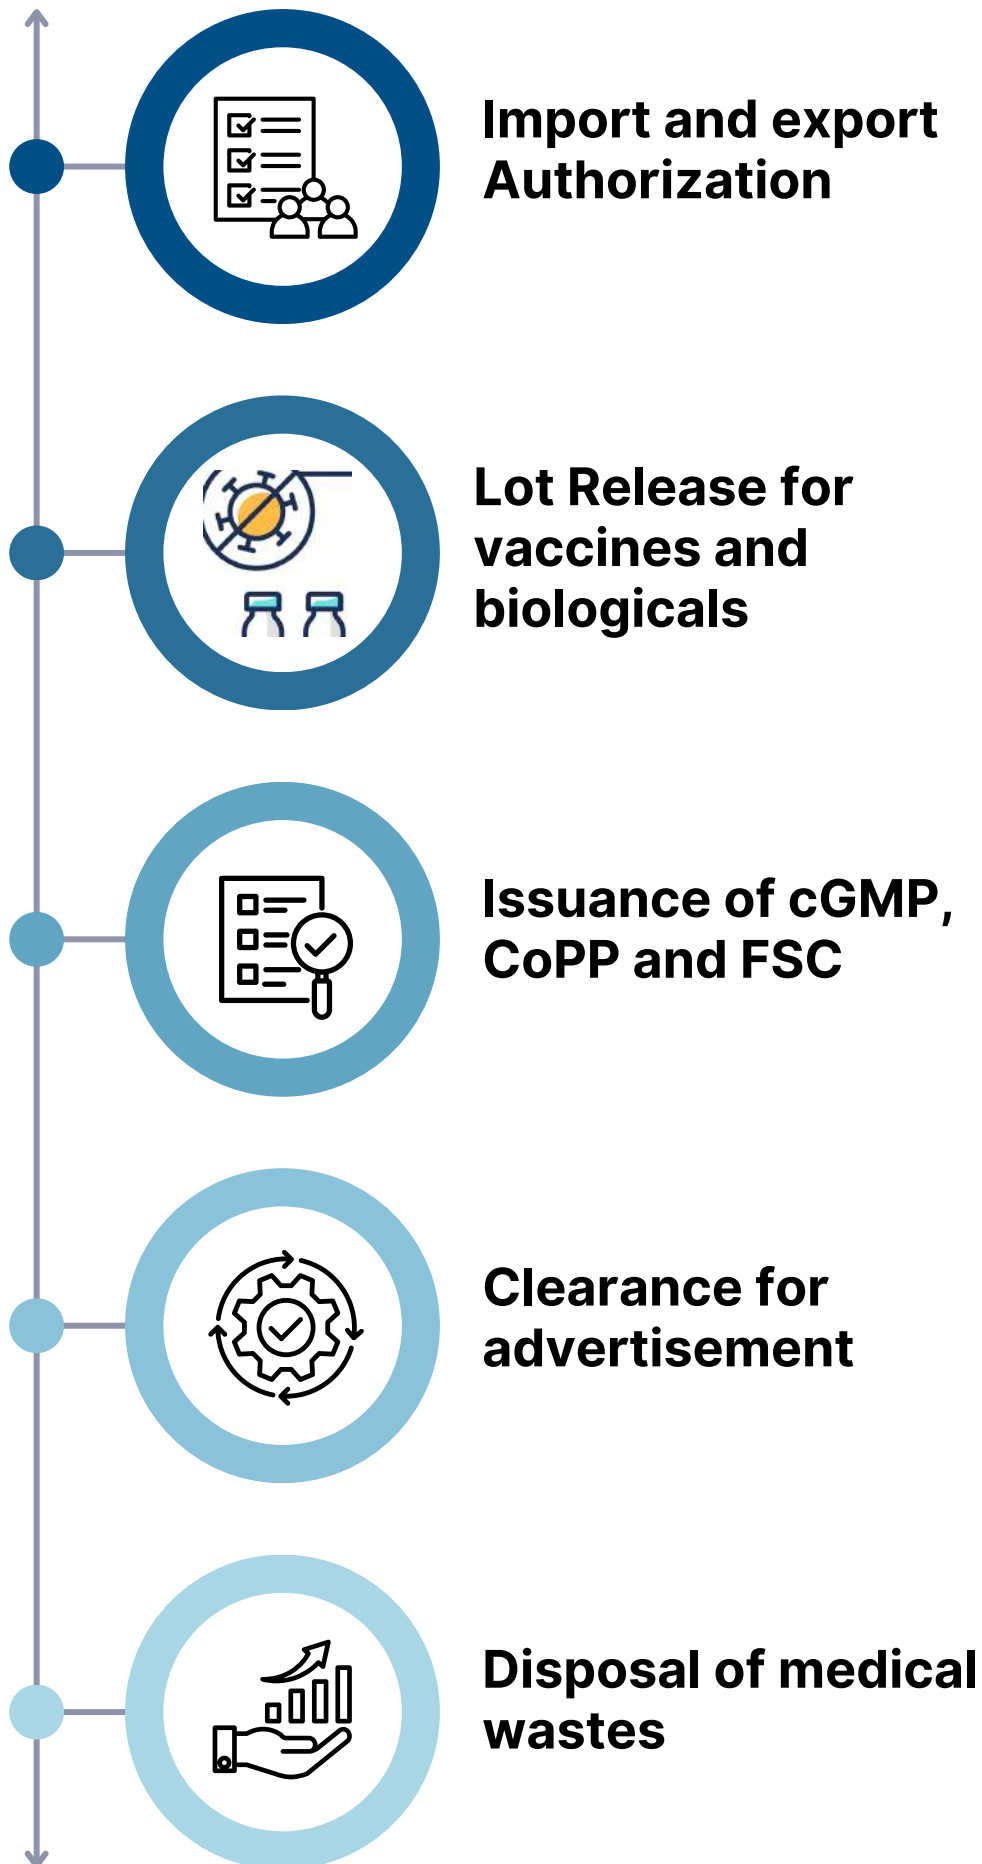 Import and export
Authorization
Lot Release for
vaccines and
biologicals
Issuance of cGMP,
CoPP and FSC
Clearance for
advertisement
Disposal of medical
wastes